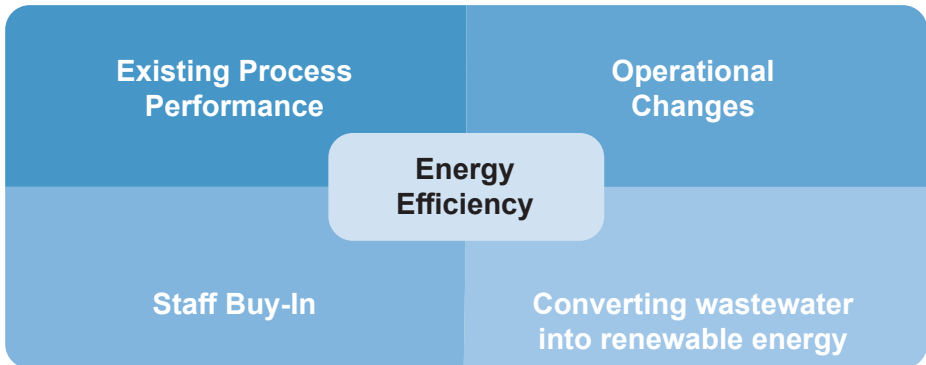 Existing Process
Performance
Operational
Changes
Energy
Efficiency
Staff Buy-In
Converting wastewater
into renewable energy